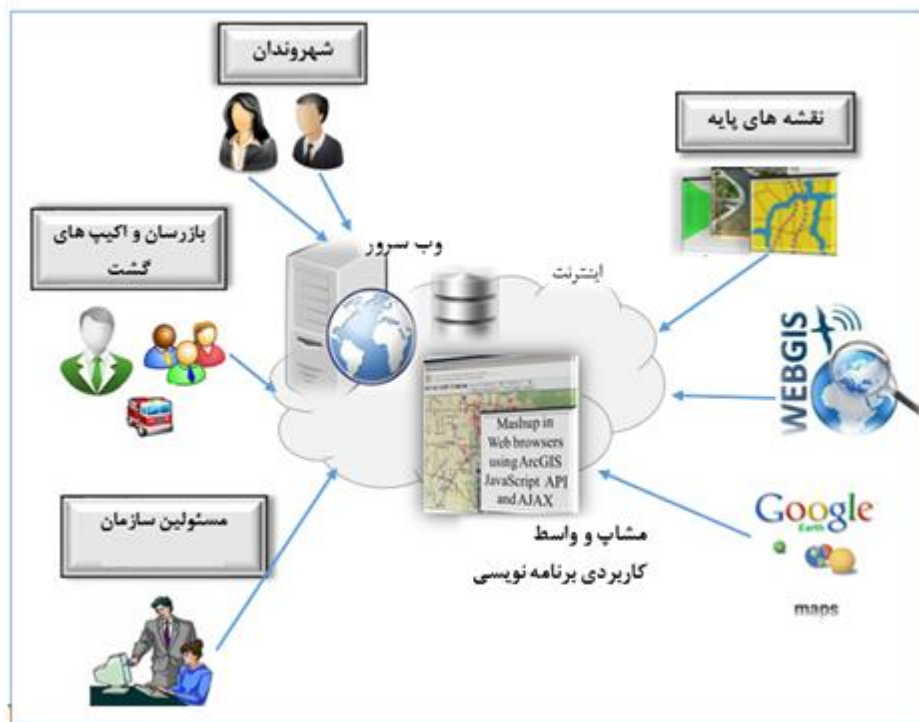 شهروندان
نقشه های پایه
بازرسان و اکیپ های
گشت
وب سرور
اینترنت
WEBGIS
Mashup in
Web browsers
using ArcGIS
JavaScript API
and AJAX
Google
Earth
maps
مشاپ و واسط
کاربردی برنامه نویسی
مسئولین سازمان